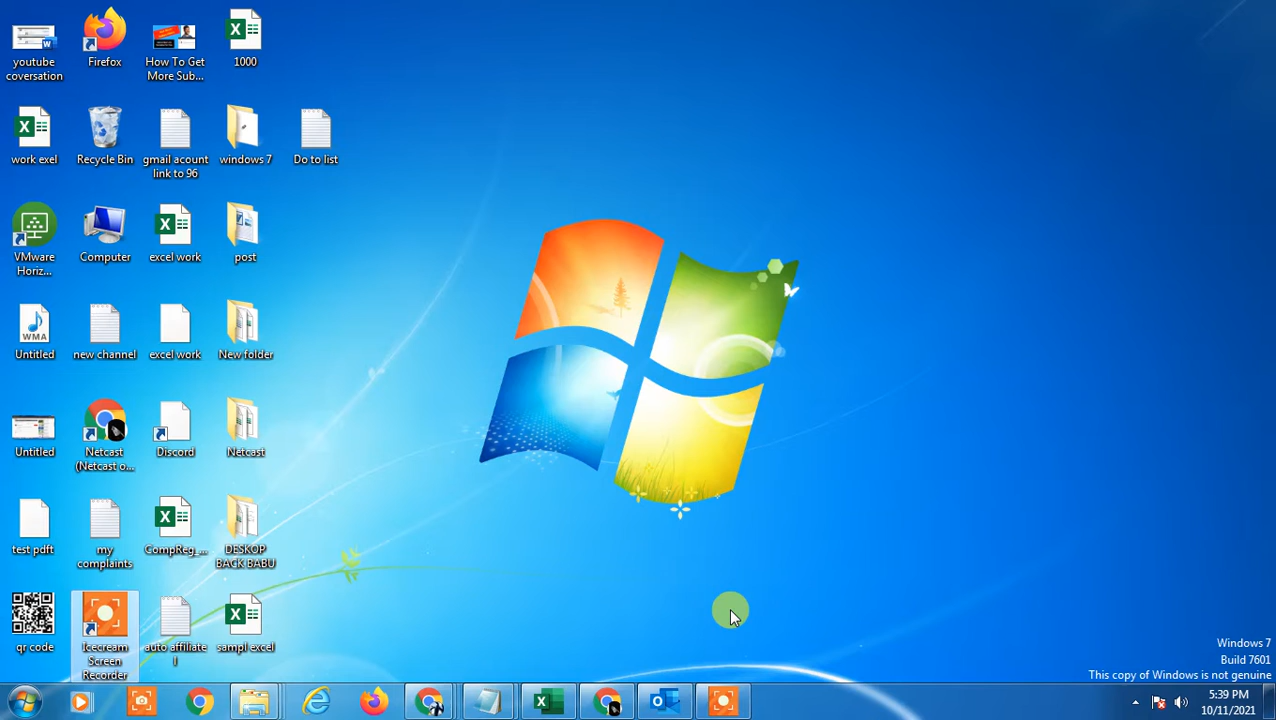 youtube
coversation
Firefox
How To Get
More Sub...
1000
work exel
Recycle Bin
gmail acount
link to 96
windows 7
Do to list
VMware
Horiz...
Computer
excel work
post
WMA
Untitled
new channel
excel work
New folder
Untitled
Netcast
(Netcast o...
Discord
Netcast
test pdft
my
complaints
CompReg_...
DESKOP
BACK BABU
qr code
Icecream
Screen
Recorder
auto affiliate
l
sampl excel
Windows 7
Build 7601
This copy of Windows is not genuine
5:39 PM
10/11/2021